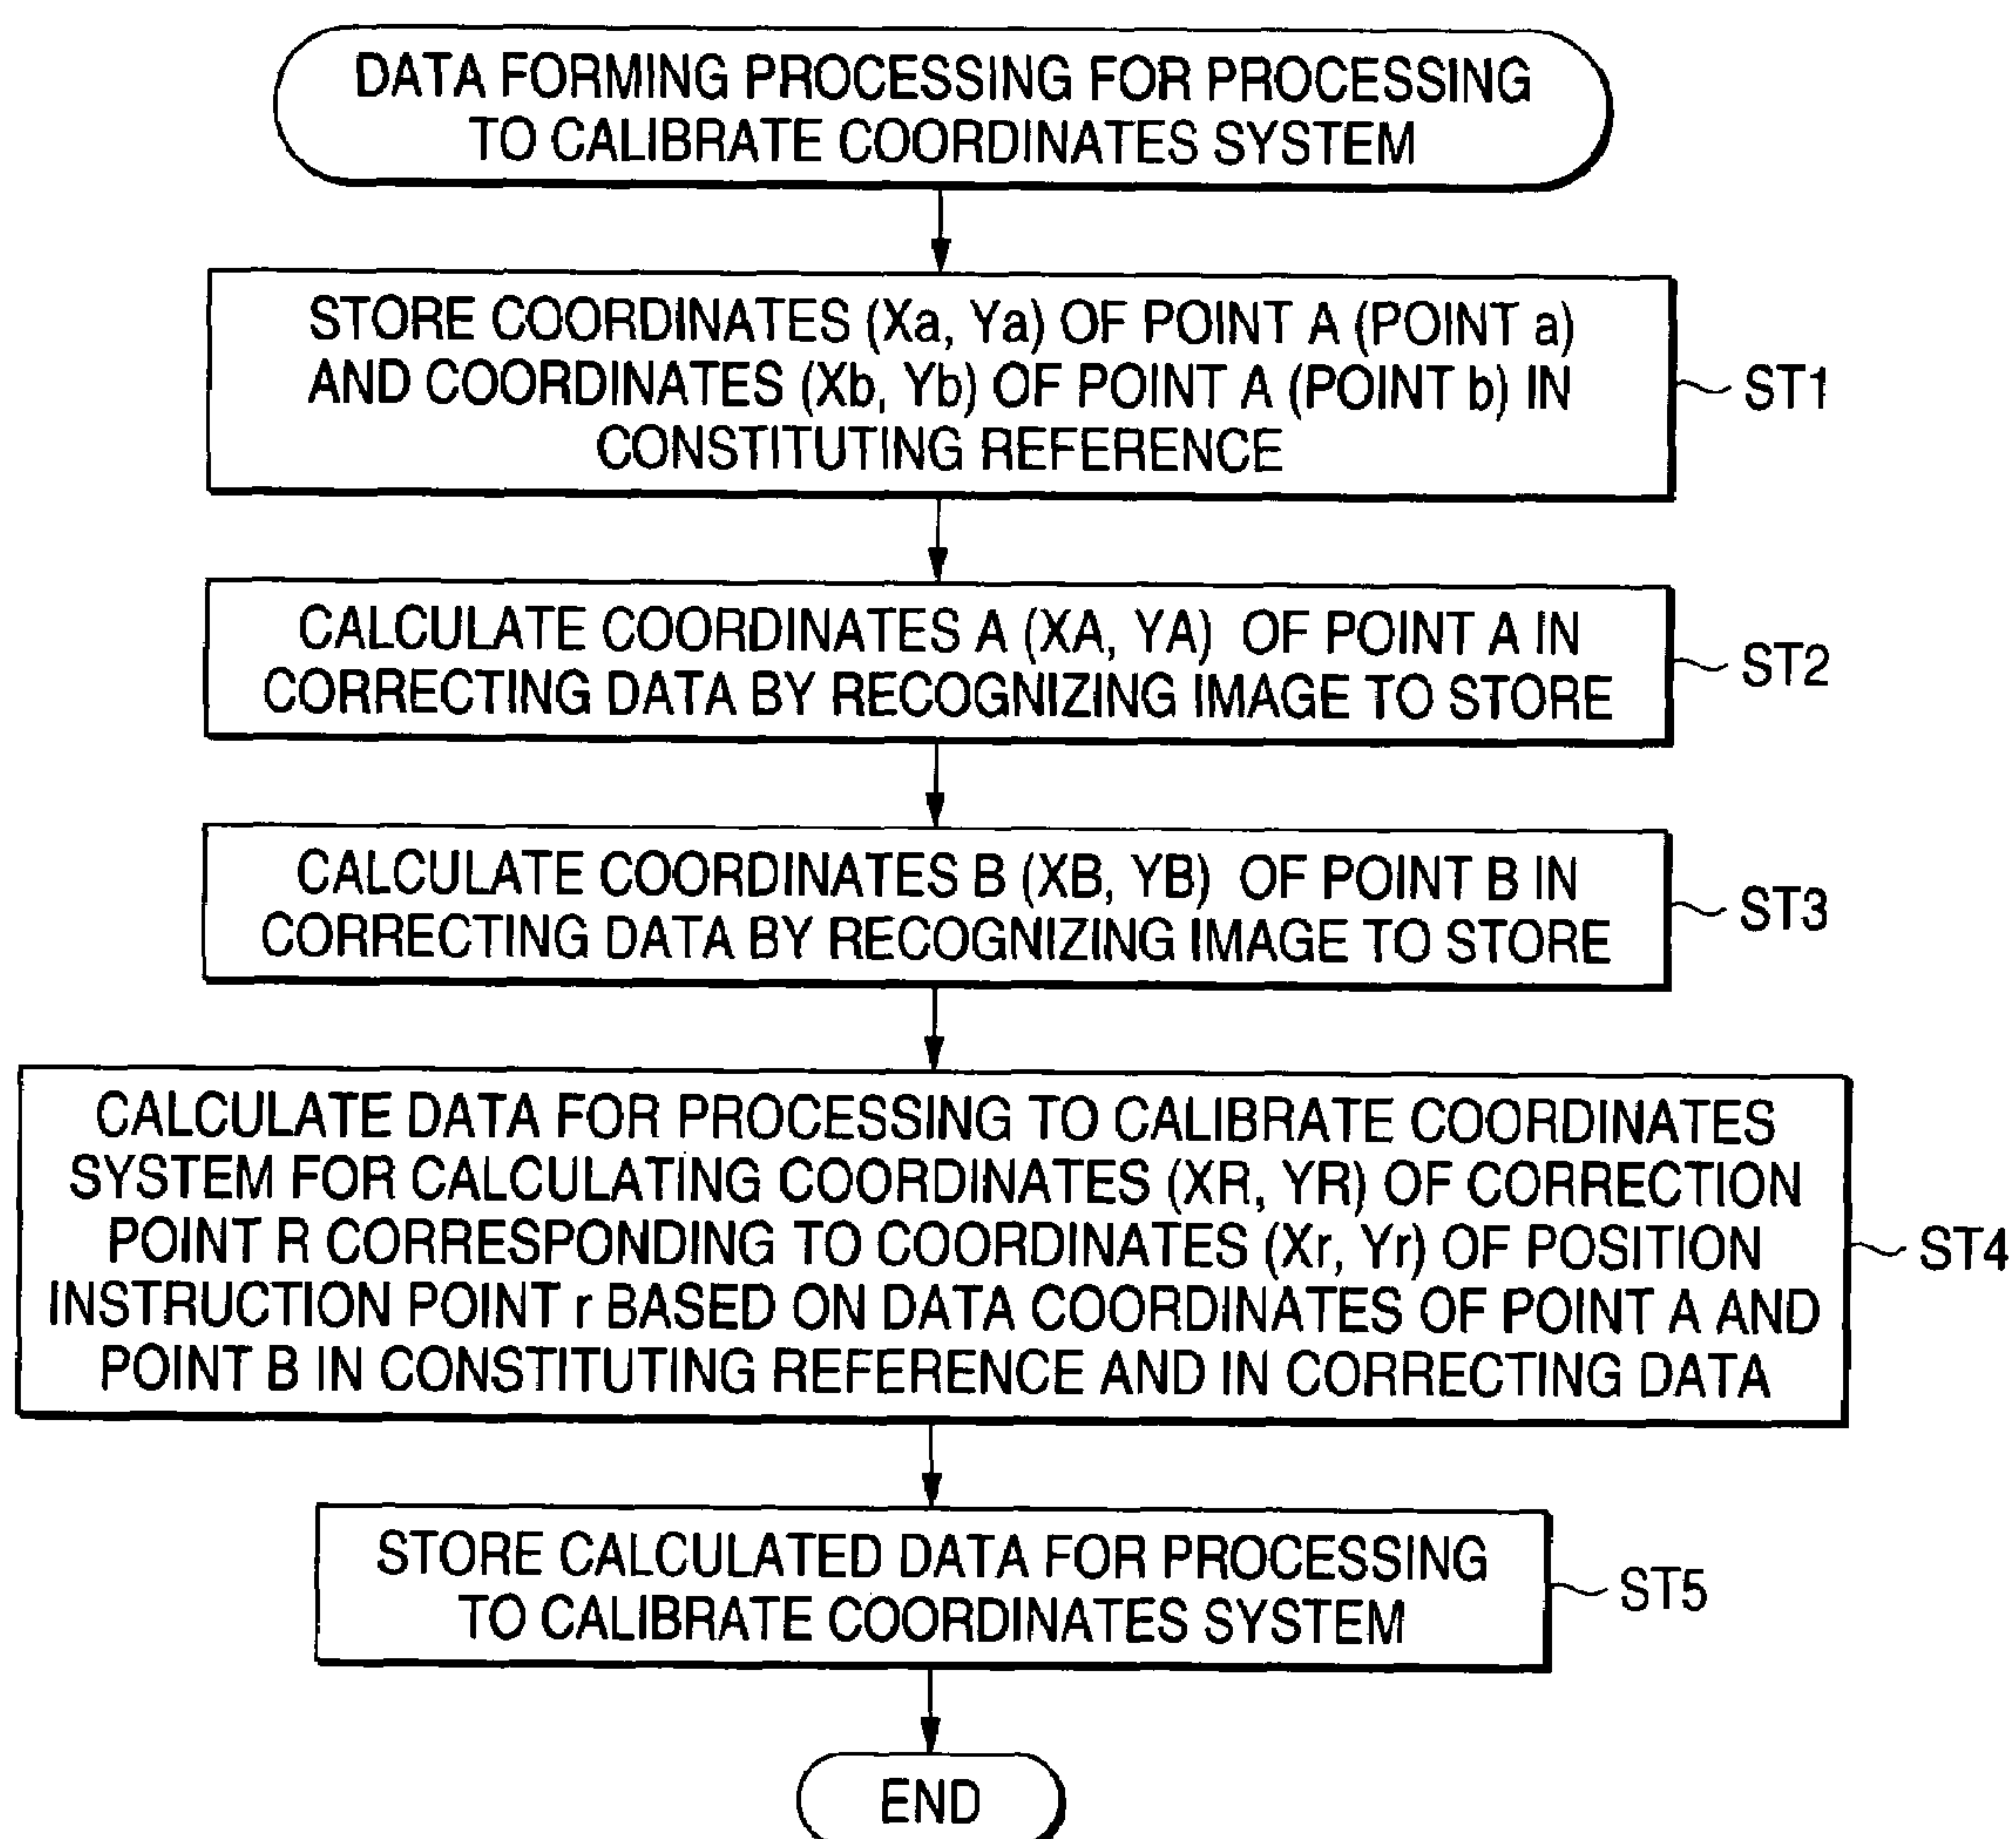 DATA FORMING PROCESSING FOR PROCESSING
TO CALIBRATE COORDINATES SYSTEM
STORE COORDINATES (Xa, Ya) OF POINT A (POINT a)
AND COORDINATES (Xb, Yb) OF POINT A (POINT b) IN
CONSTITUTING REFERENCE
ST1
CALCULATE COORDINATES A (XA, YA) OF POINT A IN
CORRECTING DATA BY RECOGNIZING IMAGE TO STORE
ST2
CALCULATE COORDINATES B (XB, YB) OF POINT B IN
CORRECTING DATA BY RECOGNIZING IMAGE TO STORE
ST3
CALCULATE DATA FOR PROCESSING TO CALIBRATE COORDINATES
SYSTEM FOR CALCULATING COORDINATES (XR, YR) OF CORRECTION
POINT R CORRESPONDING TO COORDINATES (Xr, Yr) OF POSITION
INSTRUCTION POINT r BASED ON DATA COORDINATES OF POINT A AND
POINT B IN CONSTITUTING REFERENCE AND IN CORRECTING DATA
ST4
STORE CALCULATED DATA FOR PROCESSING
TO CALIBRATE COORDINATES SYSTEM
ST5
END